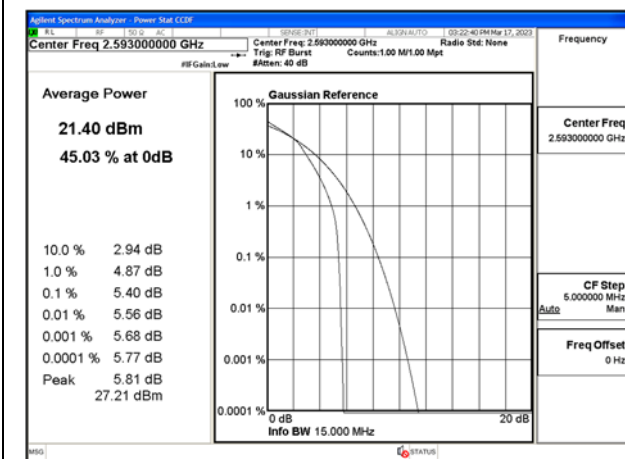 Agilent Spectrum Analyzer - Power Stat CCDF
RL RF 50 Ω AC SENSE:INT ALIGN AUTO 03:22:40 PM Mar 17, 2023
Center Freq 2.593000000 GHz
Center Freq: 2.593000000 GHz Radio Std: None
Trig: RF Burst Counts:1.00 M/1.00 Mpt
#IFGain:Low #Atten: 40 dB
Frequency
Average Power
21.40 dBm
45.03 % at 0dB
10.0 % 2.94 dB
1.0 % 4.87 dB
0.1 % 5.40 dB
0.01 % 5.56 dB
0.001 % 5.68 dB
0.0001 % 5.77 dB
Peak 5.81 dB
27.21 dBm
Gaussian Reference
100 %
10 %
1 %
0.1 %
0.01 %
0.001 %
0.0001 %
0 dB 20 dB
Info BW 15.000 MHz
Center Freq
2.593000000 GHz
CF Step
5.000000 MHz
Auto Man
Freq Offset
0 Hz
MSG STATUS